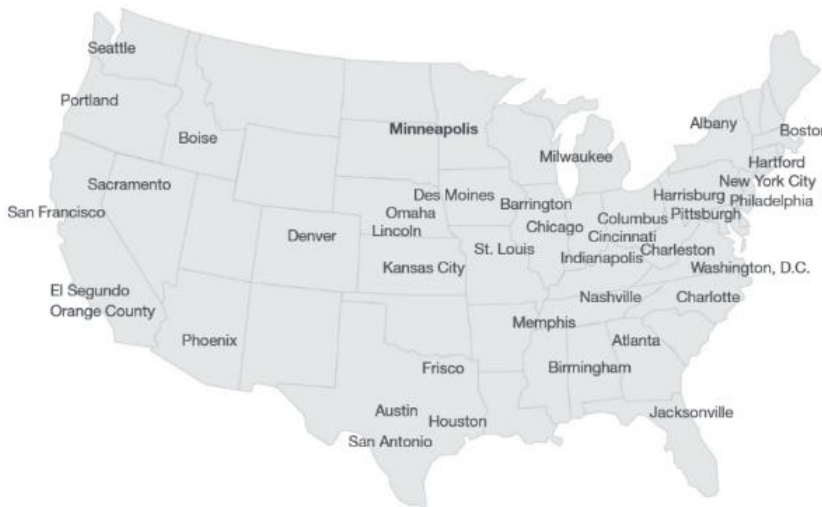 Seattle
Portland
Boise
Minneapolis
Albany
Boston
Milwaukee
Hartford
New York City
Sacramento
Des Moines
Barrington
Harrisburg
Philadelphia
San Francisco
Omaha
Columbus
Pittsburgh
Lincoln
Chicago
Cincinnati
Denver
St. Louis
Indianapolis
Charleston
Kansas City
Washington, D.C.
El Segundo
Orange County
Nashville
Charlotte
Memphis
Phoenix
Atlanta
Frisco
Birmingham
Austin
Houston
Jacksonville
San Antonio